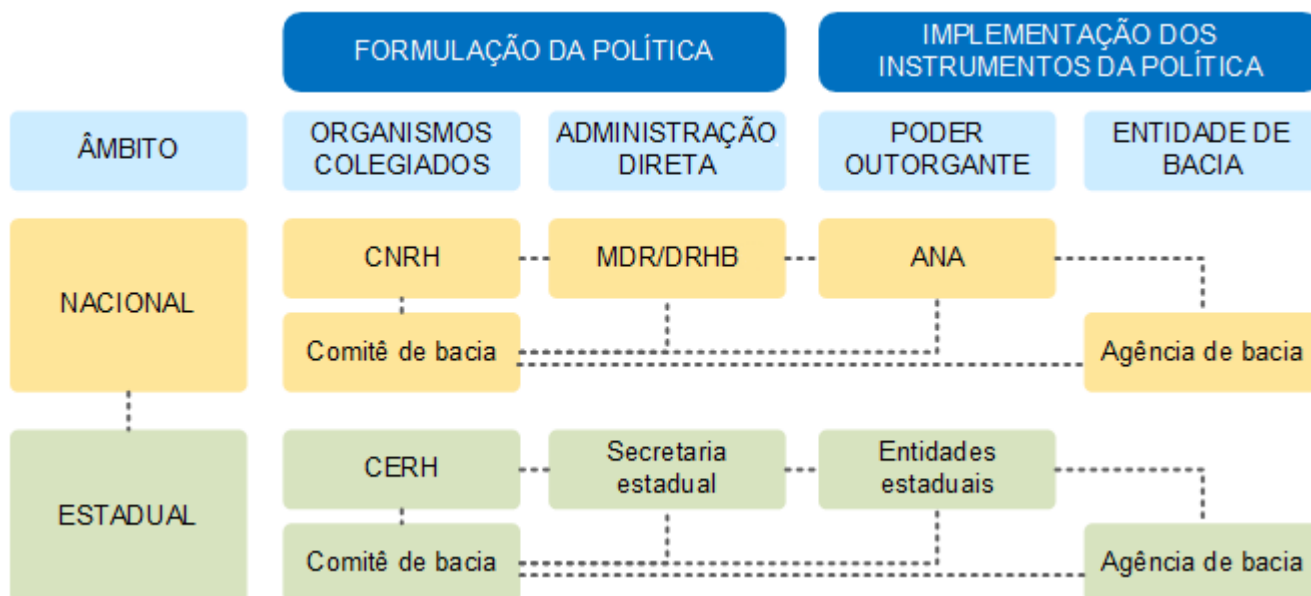 FORMULAÇÃO DA POLÍTICA
IMPLEMENTAÇÃO DOS
INSTRUMENTOS DA POLÍTICA
ÂMBITO
ORGANISMOS
COLEGIADOS
ADMINISTRAÇÃO
DIRETA
PODER
OUTORGANTE
ENTIDADE DE
BACIA
NACIONAL
CNRH
MDR/DRHB
ANA
Comitê de bacia
Agência de bacia
ESTADUAL
CERH
Secretaria
estadual
Entidades
estaduais
Comitê de bacia
Agência de bacia